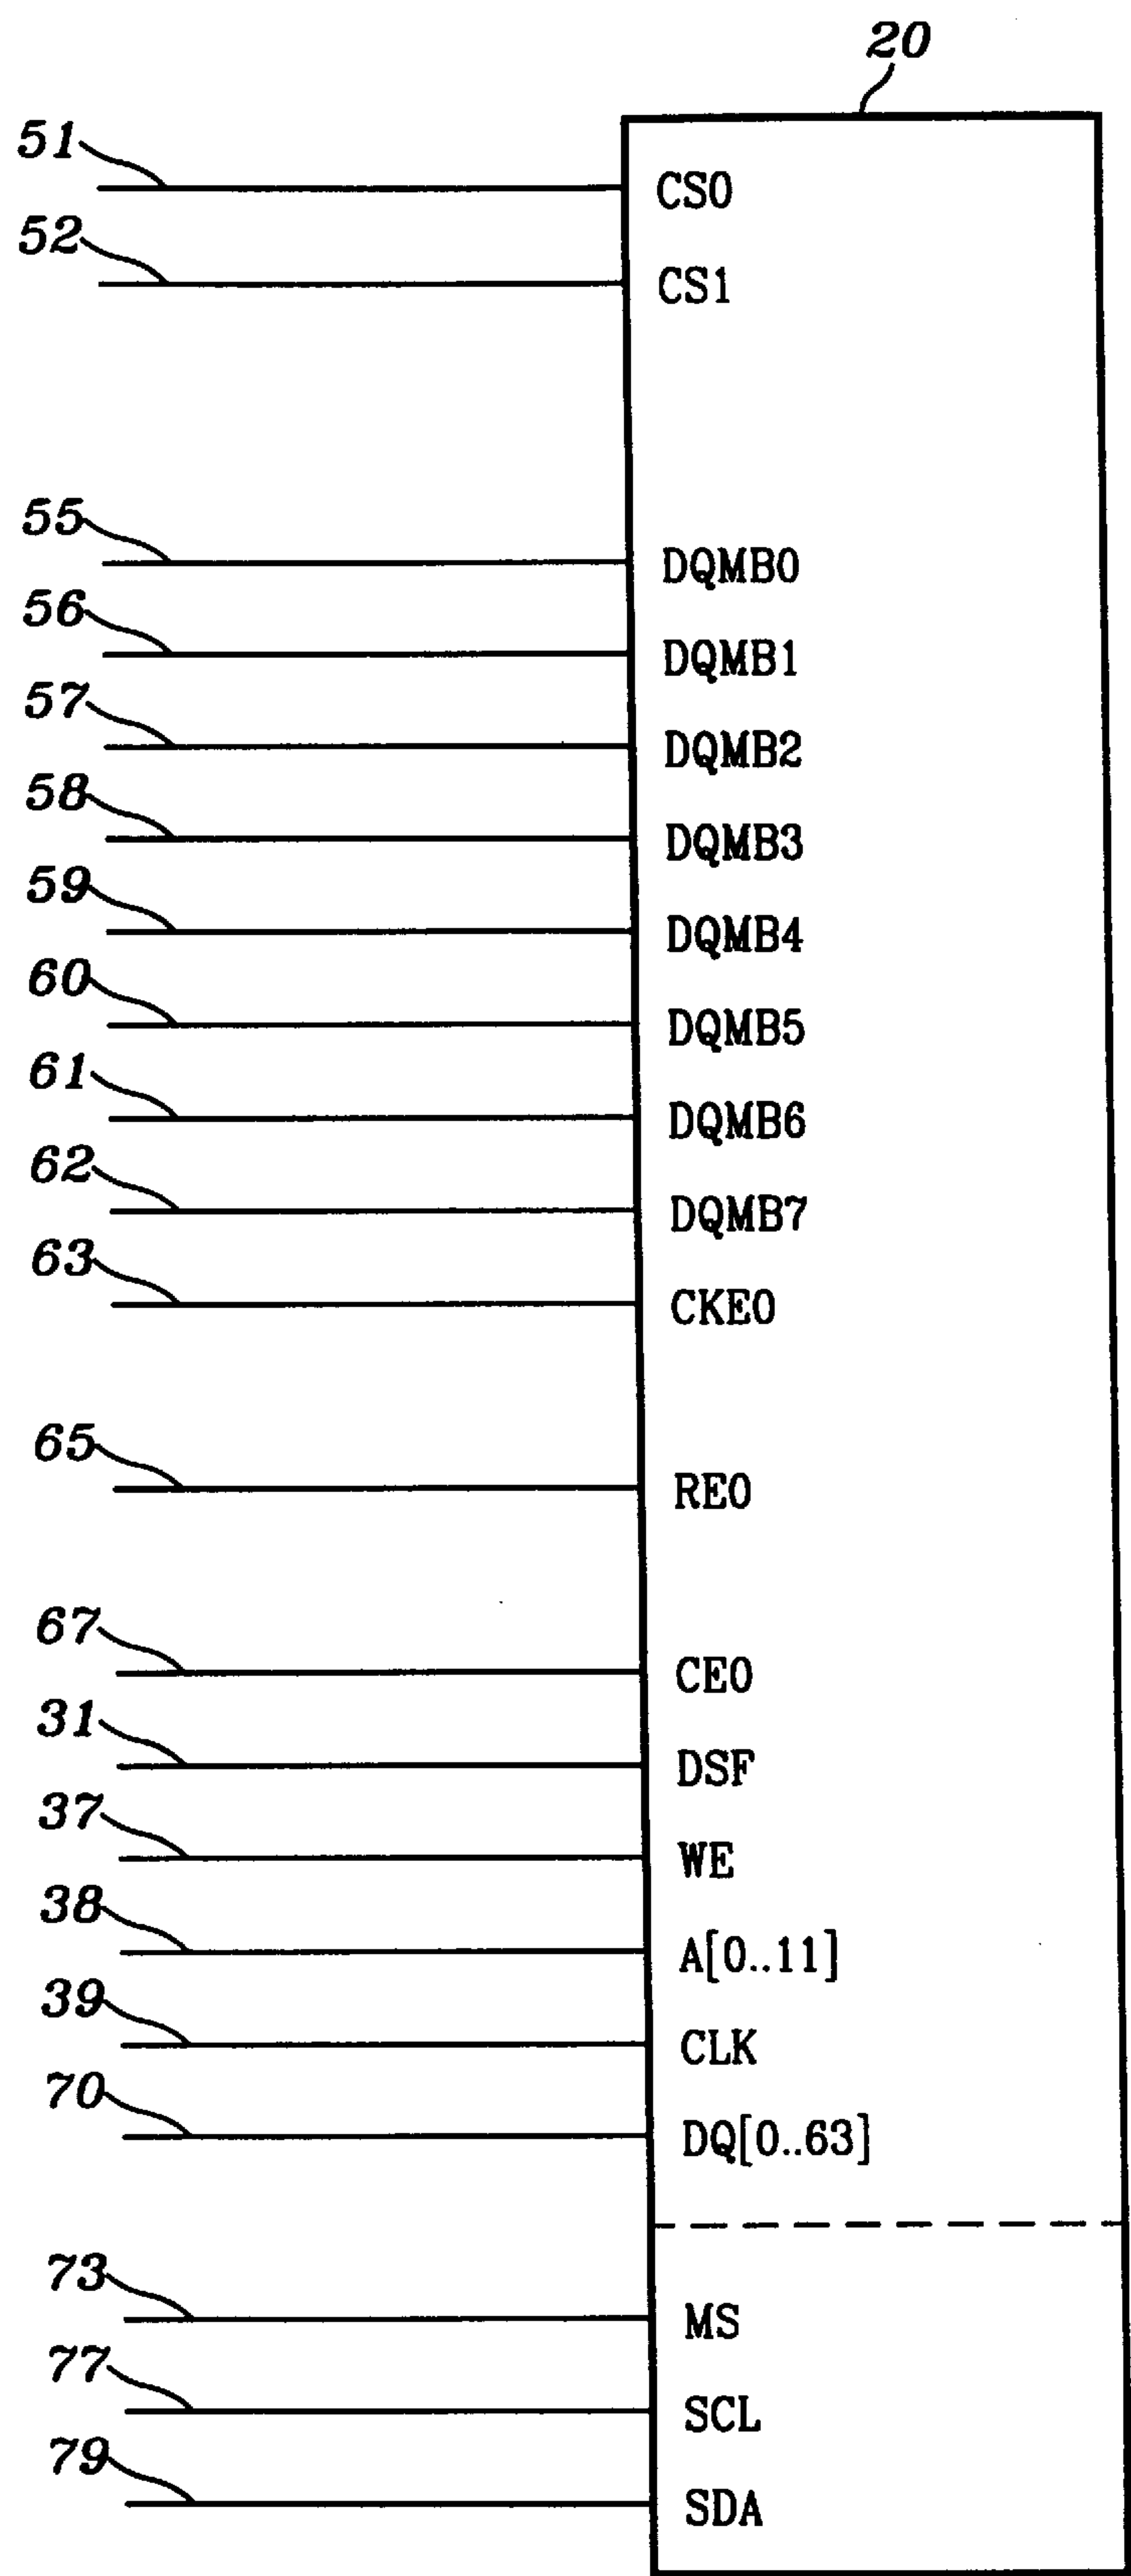 20
51 CS0
52 CS1
55 DQMB0
56 DQMB1
57 DQMB2
58 DQMB3
59 DQMB4
60 DQMB5
61 DQMB6
62 DQMB7
63 CKE0
65 RE0
67 CE0
31 DSF
37 WE
38 A[0..11]
39 CLK
70 DQ[0..63]
73 MS
77 SCL
79 SDA